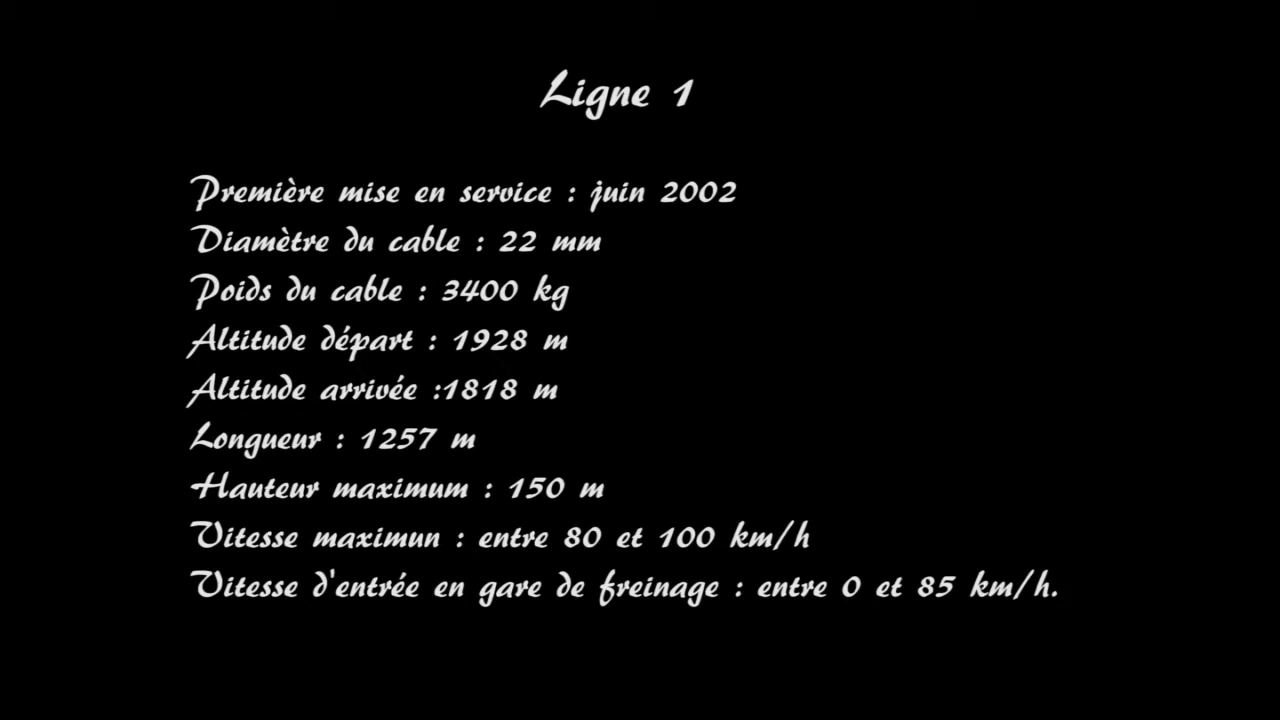 Ligne 1
Première mise en service : juin 2002
Diamètre du cable : 22 mm
Poids du cable : 3400 kg
Altitude départ : 1928 m
Altitude arrivée :1818 m
Longueur : 1257 m
Hauteur maximum : 150 m
Vitesse maximun : entre 80 et 100 km/h
Vitesse d'entrée en gare de freinage : entre 0 et 85 km/h.